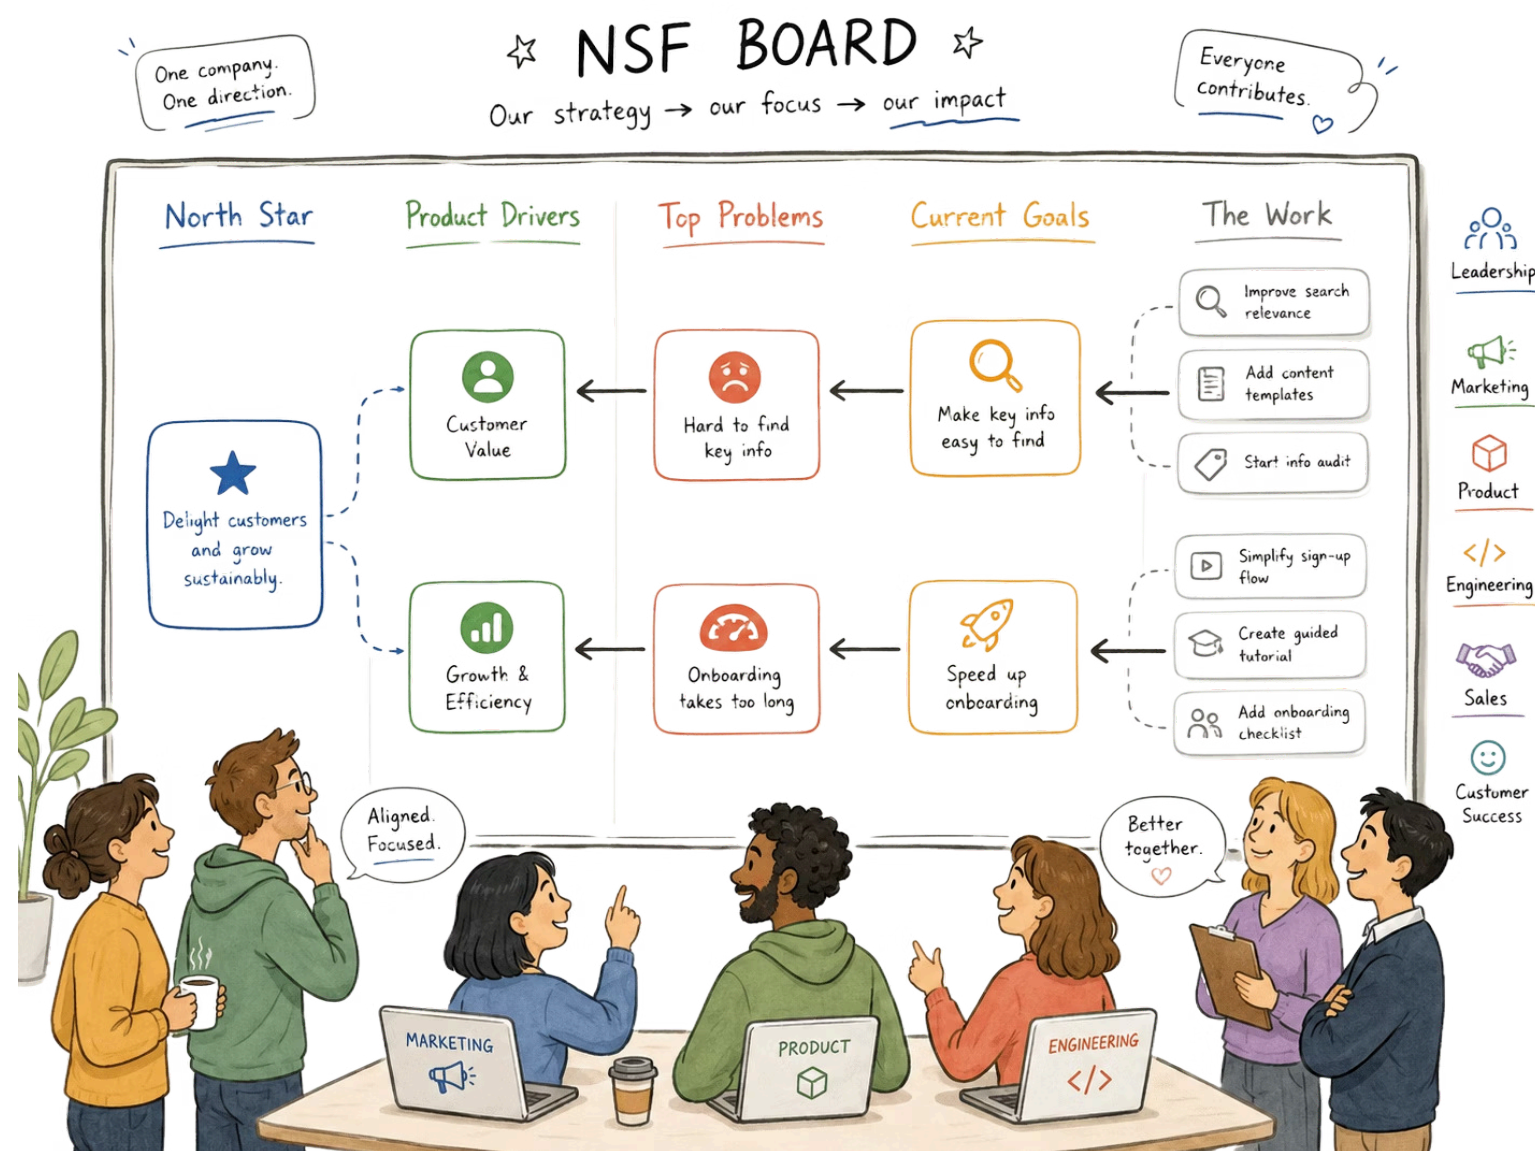 One company.
One direction.
NSF BOARD
Our strategy → our focus → our impact
Everyone
contributes.
North Star
Product Drivers
Top Problems
Current Goals
The Work
Delight customers
and grow
sustainably.
Customer
Value
Hard to find
key info
Make key info
easy to find
Improve search
relevance
Add content
templates
Start info audit
Growth &
Efficiency
Onboarding
takes too long
Speed up
onboarding
Simplify sign-up
flow
Create guided
tutorial
Add onboarding
checklist
Leadership
Marketing
Product
</>
Engineering
Sales
Customer
Success
Aligned.
Focused.
Better
together.
MARKETING
PRODUCT
ENGINEERING
</>